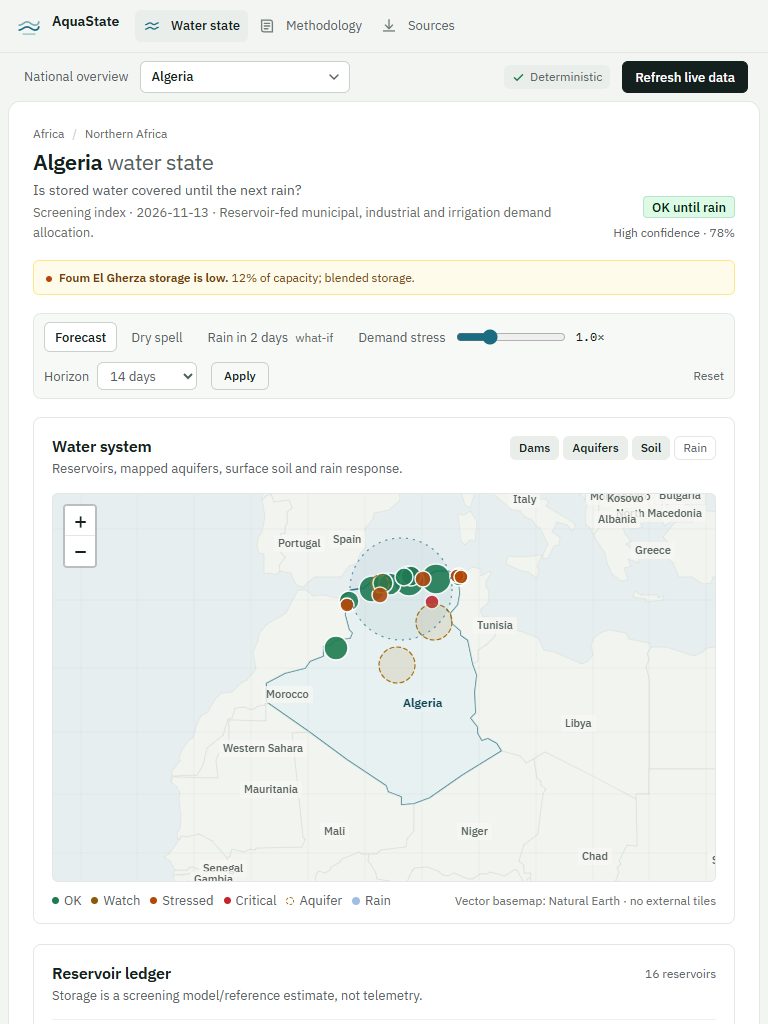 AquaState
Water state
Methodology
Sources
National overview
Algeria
Deterministic
Refresh live data
Africa / Northern Africa
Algeria water state
Is stored water covered until the next rain?
Screening index · 2026-11-13 · Reservoir-fed municipal, industrial and irrigation demand
allocation.
OK until rain
High confidence · 78%
Foum El Gherza storage is low. 12% of capacity; blended storage.
Forecast
Dry spell
Rain in 2 days what-if
Demand stress
1.0×
Horizon
14 days
Apply
Reset
Water system
Reservoirs, mapped aquifers, surface soil and rain response.
Dams
Aquifers
Soil
Rain
+
−
Italy
Kosovo
Bulgaria
North Macedonia
Albania
Greece
Portugal
Spain
Tunisia
Morocco
Algeria
Libya
Western Sahara
Mauritania
Mali
Niger
Chad
Senegal
Gambia
OK
Watch
Stressed
Critical
Aquifer
Rain
Vector basemap: Natural Earth · no external tiles
Reservoir ledger
16 reservoirs
Storage is a screening model/reference estimate, not telemetry.